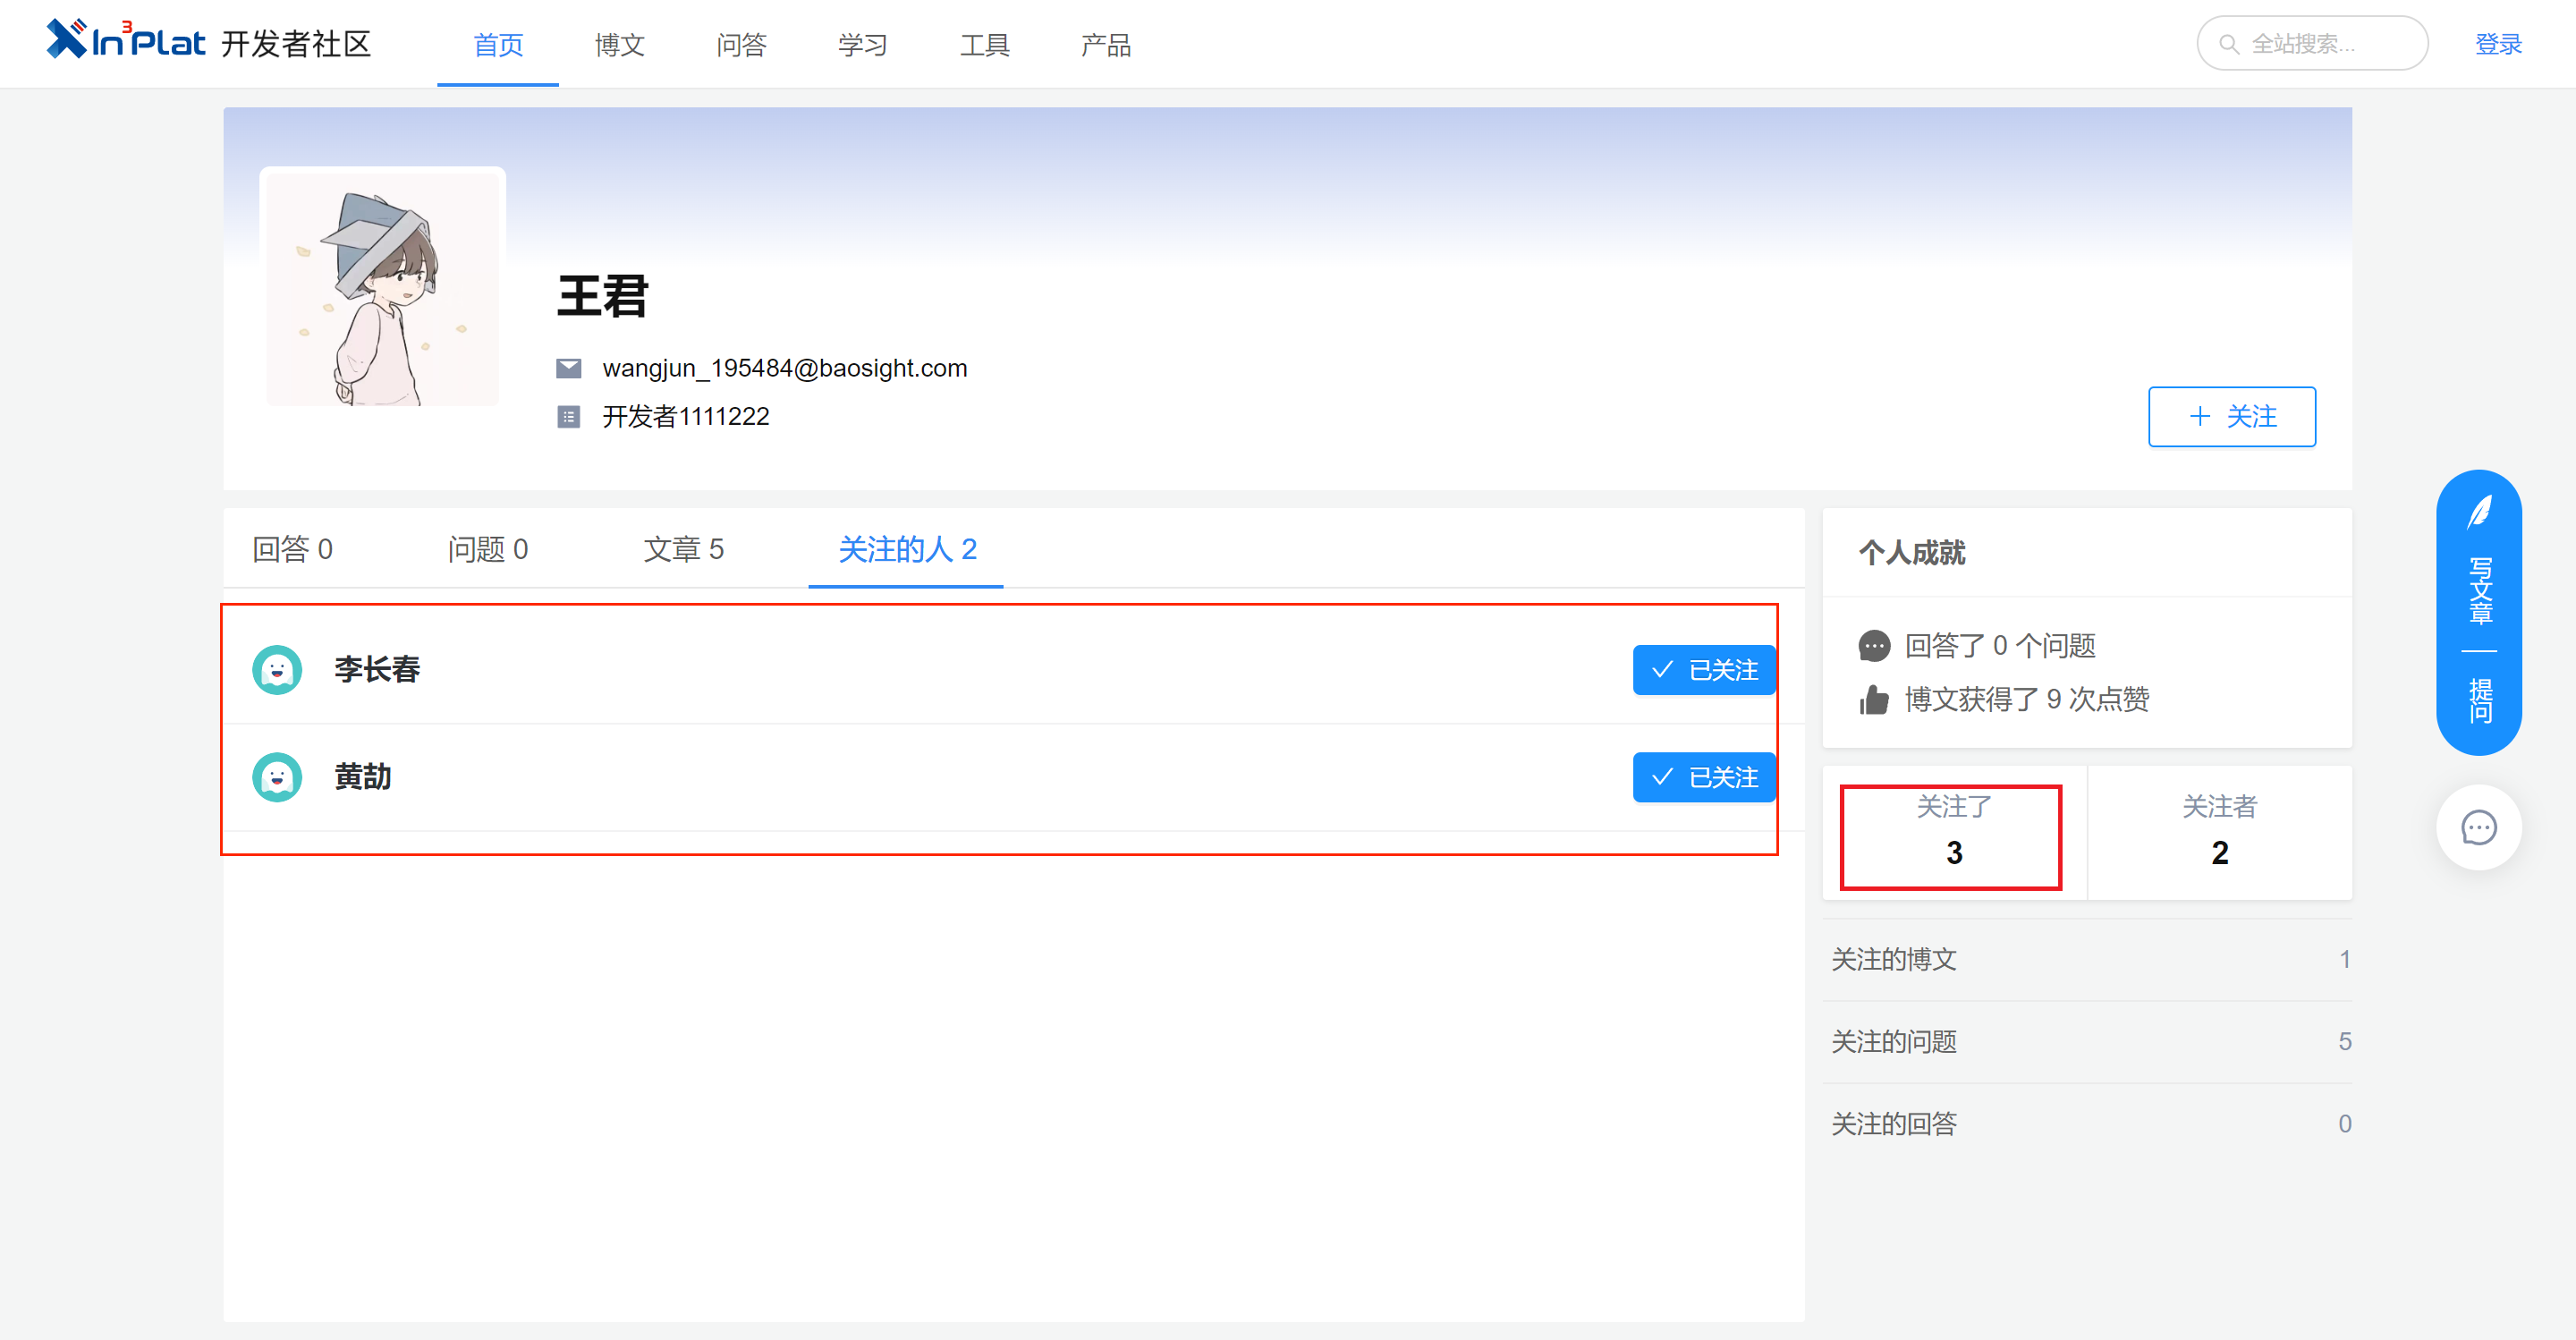 In³Plat 开发者社区 首页 博文 问答 学习 工具 产品 全站搜索... 登录
王君
wangjun_195484@baosight.com
开发者1111222
关注
回答 0 问题 0 文章 5 关注的人 2
李长春 已关注
黄劼 已关注
个人成就
回答了 0 个问题
博文获得了 9 次点赞
关注了 关注者
3 2
关注的博文 1
关注的问题 5
关注的回答 0
写文章
提问